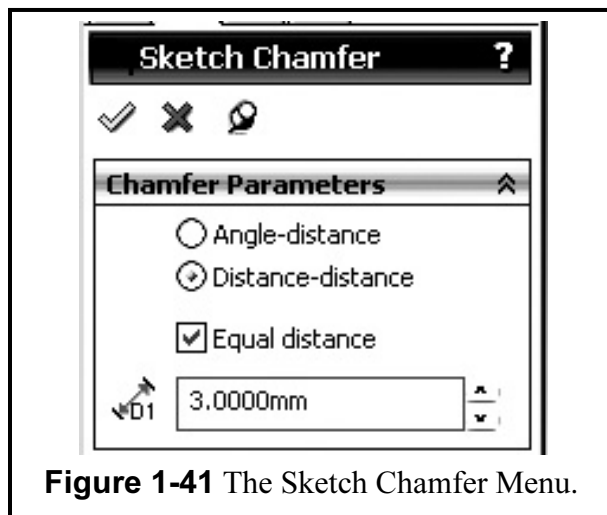 Sketch Chamfer ?
Chamfer Parameters
Angle-distance
Distance-distance
Equal distance
D1 3.0000mm
Figure 1-41 The Sketch Chamfer Menu.